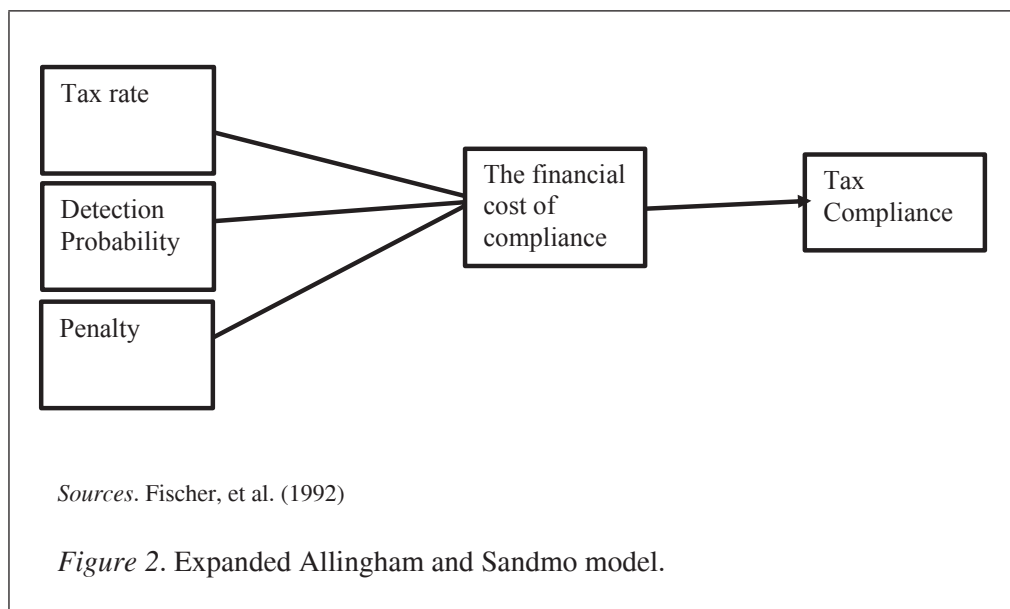 Tax rate
Detection
Probability
Penalty
The financial
cost of
compliance
Tax
Compliance
Sources. Fischer, et al. (1992)
Figure 2. Expanded Allingham and Sandmo model.